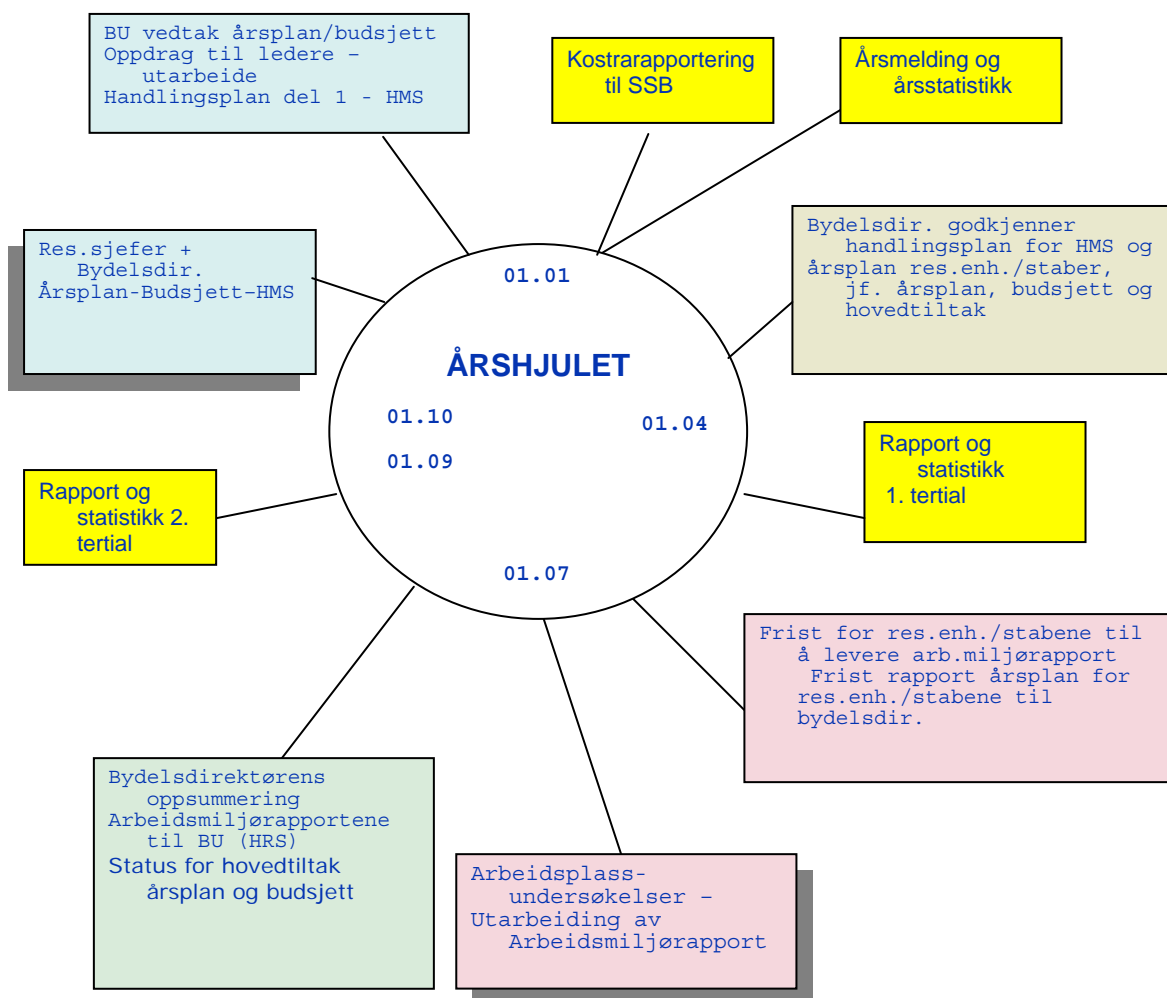 BU vedtak årsplan/budsjett
Oppdrag til ledere –
utarbeide
Handlingsplan del 1 - HMS
Kostrarapportering
til SSB
Årsmelding og
årsstatistikk
Res.sjefer +
Bydelsdir.
Årsplan-Budsjett-HMS
Bydelsdir. godkjenner
handlingsplan for HMS og
årsplan res.enh./staber,
jf. årsplan, budsjett og
hovedtiltak
01.01
ÅRSHJULET
01.10
01.04
01.09
01.07
Rapport og
statistikk 2.
tertial
Rapport og
statistikk
1. tertial
Frist for res.enh./stabene til
å levere arb.miljørapport
Frist rapport årsplan for
res.enh./stabene til
bydelsdir.
Bydelsdirektørens
oppsummering
Arbeidsmiljørapportene
til BU (HRS)
Status for hovedtiltak
årsplan og budsjett
Arbeidsplass-
undersøkelser –
Utarbeiding av
Arbeidsmiljørapport